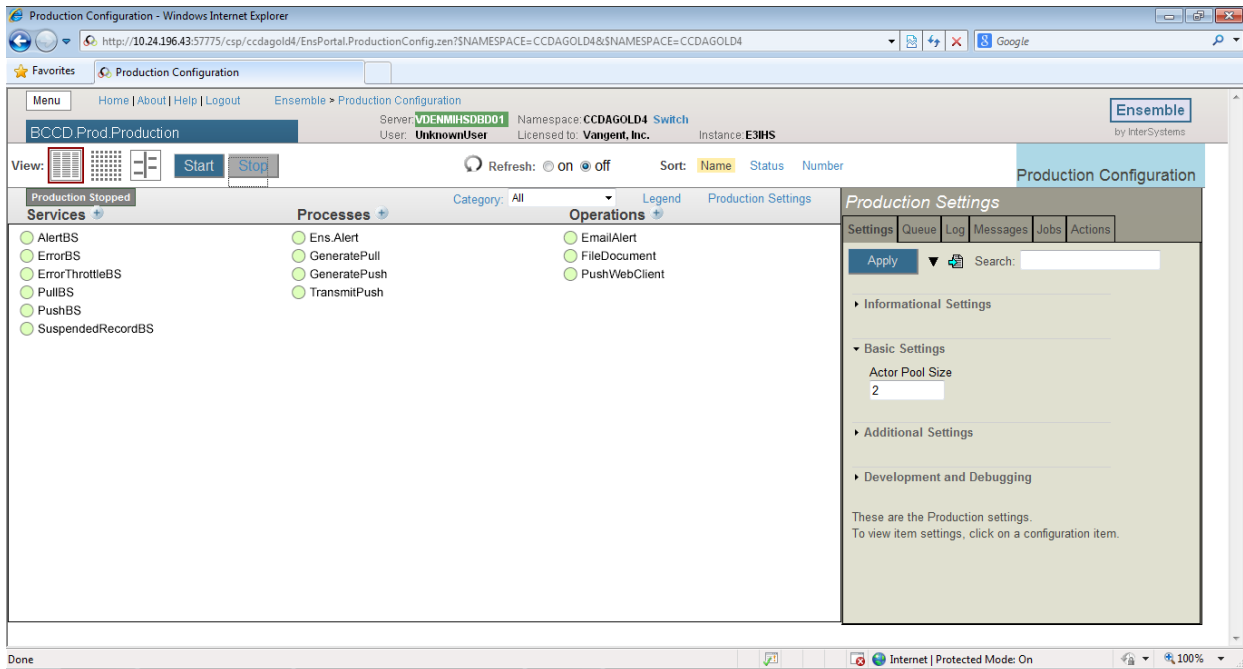 Production Configuration - Windows Internet Explorer
http://10.24.196.43:57775/csp/ccdagold4/EnsPortal.ProductionConfig.zen?$NAMESPACE=CCDAGOLD4&$NAMESPACE=CCDAGOLD4
Google
Favorites
Production Configuration
Menu
Home | About | Help | Logout
Ensemble > Production Configuration
Server: VDENMIHSDBD01
Namespace: CCDAGOLD4 Switch
User: UnknownUser
Licensed to: Vangent, Inc.
Instance: E3IHS
Ensemble
by InterSystems
BCCD.Prod.Production
View:
Start
Stop
Refresh: on off
Sort: Name Status Number
Production Configuration
Production Stopped
Category: All
Legend
Production Settings
Services
Processes
Operations
AlertBS
ErrorBS
ErrorThrottleBS
PullBS
PushBS
SuspendedRecordBS
Ens.Alert
GeneratePull
GeneratePush
TransmitPush
EmailAlert
FileDocument
PushWebClient
Production Settings
Settings Queue Log Messages Jobs Actions
Apply
Search:
Informational Settings
Basic Settings
Actor Pool Size
2
Additional Settings
Development and Debugging
These are the Production settings.
To view item settings, click on a configuration item.
Done
Internet | Protected Mode: On
100%